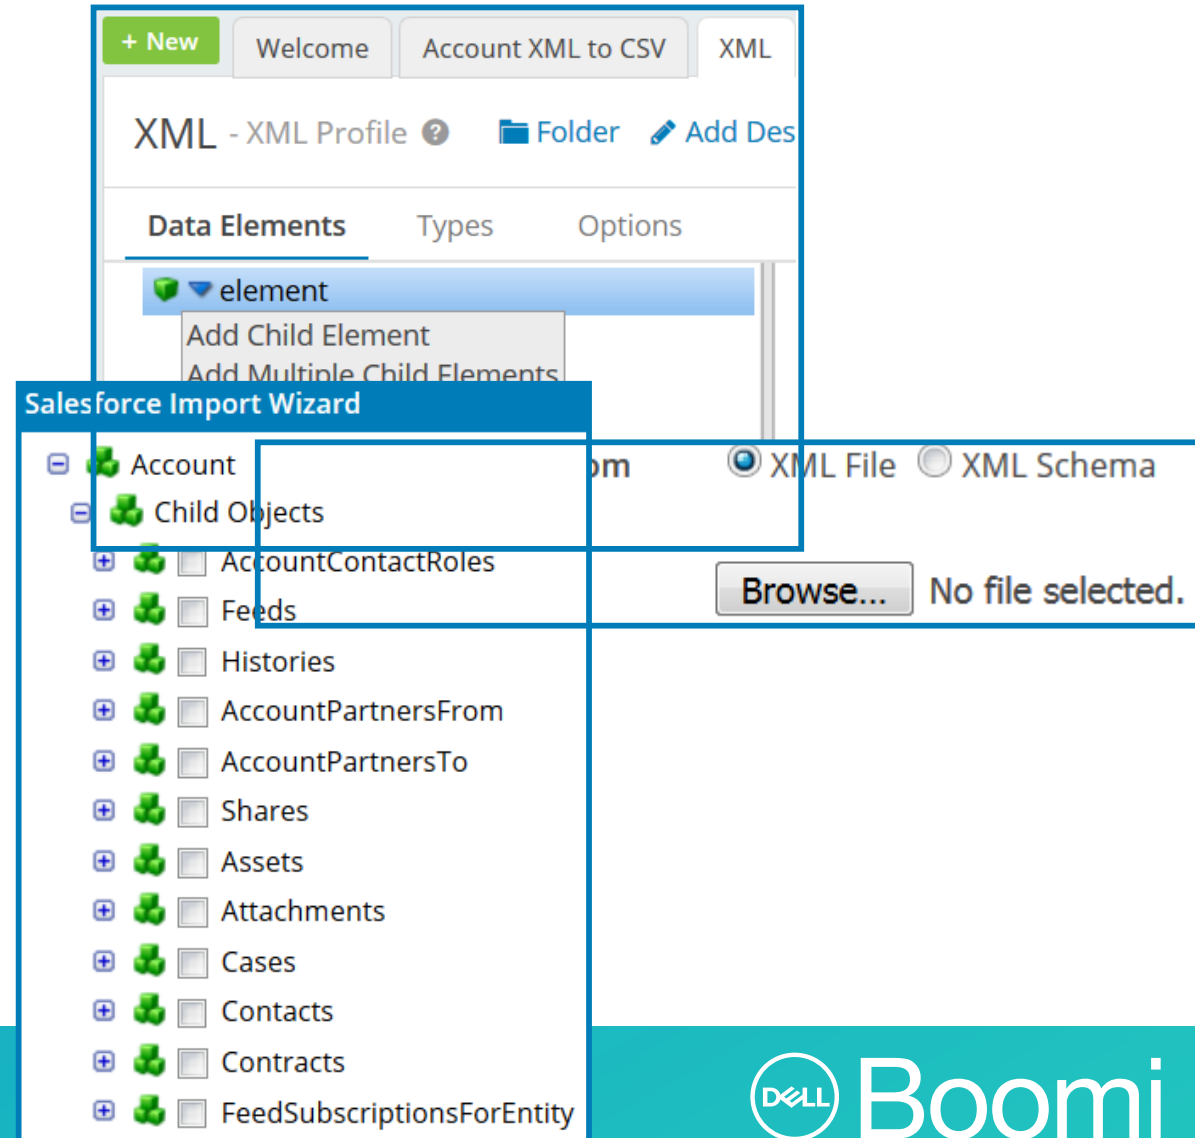 + New
Welcome
Account XML to CSV
XML
XML - XML Profile
Folder
Add Des
Data Elements
Types
Options
element
Add Child Element
Add Multiple Child Elements
Salesforce Import Wizard
Account
om
XML File
XML Schema
Child Objects
AccountContactRoles
Browse... No file selected.
Feeds
Histories
AccountPartnersFrom
AccountPartnersTo
Shares
Assets
Attachments
Cases
Contacts
Contracts
FeedSubscriptionsForEntity
DELL Boomi